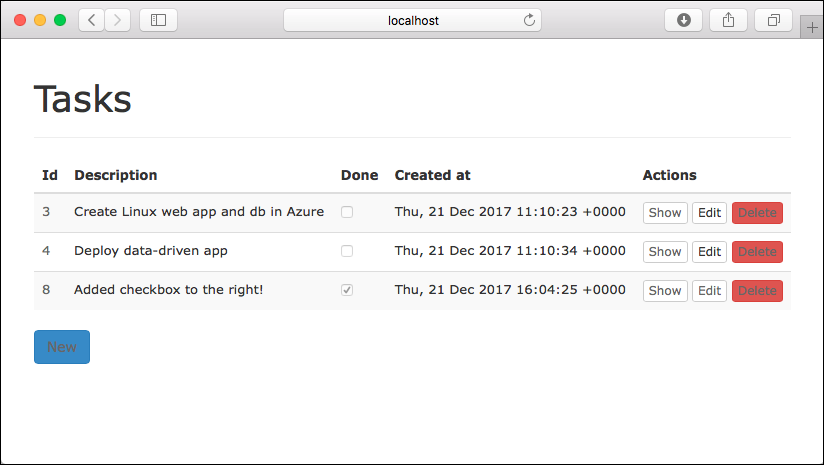 localhost
Tasks
Id Description Done Created at Actions
3 Create Linux web app and db in Azure Thu, 21 Dec 2017 11:10:23 +0000 Show Edit Delete
4 Deploy data-driven app Thu, 21 Dec 2017 11:10:34 +0000 Show Edit Delete
8 Added checkbox to the right! Thu, 21 Dec 2017 16:04:25 +0000 Show Edit Delete
New